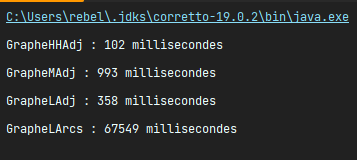 C:\Users\rebel\.jdks\corretto-19.0.2\bin\java.exe
GrapheHHAdj : 102 millisecondes
GrapheMAdj : 993 millisecondes
GrapheLAdj : 358 millisecondes
GrapheLArcs : 67549 millisecondes